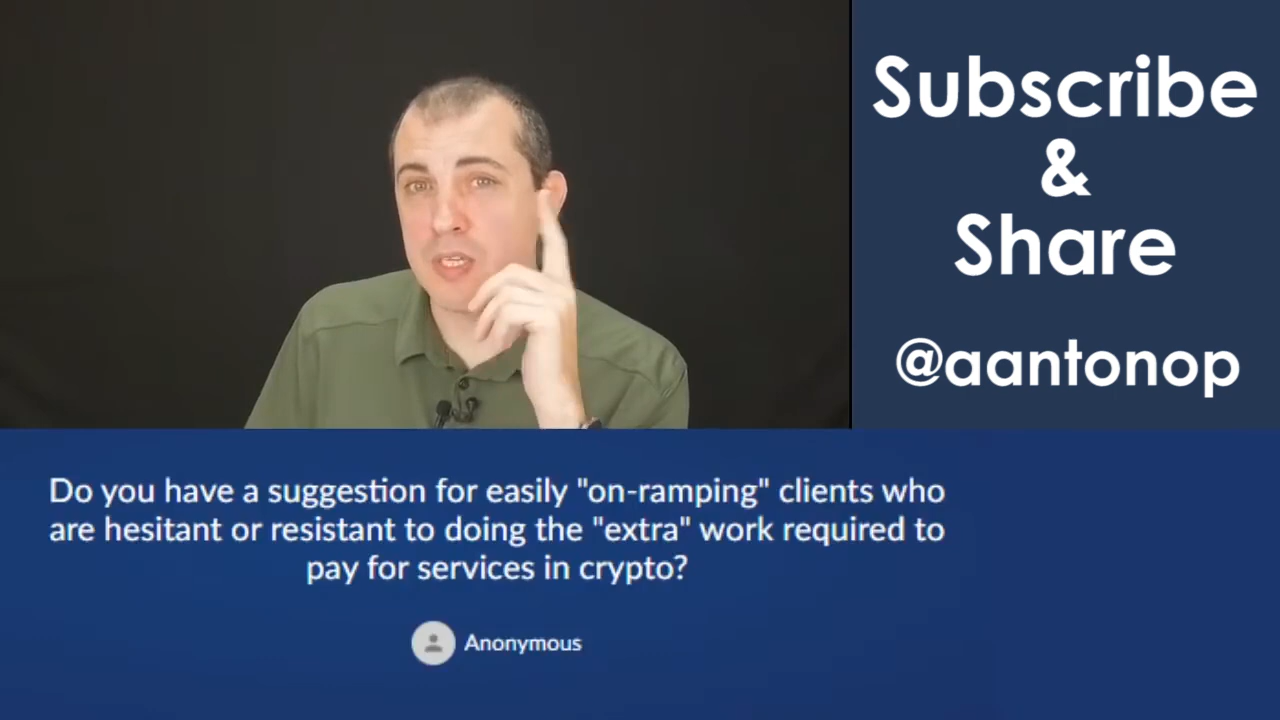 Subscribe
&
Share
@aantonop
Do you have a suggestion for easily "on-ramping" clients who
are hesitant or resistant to doing the "extra" work required to
pay for services in crypto?
Anonymous